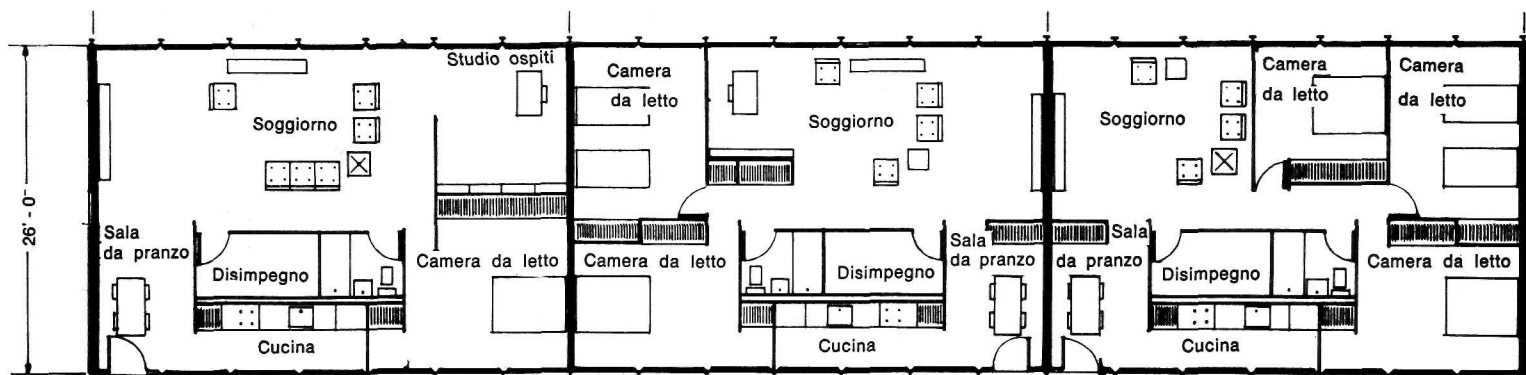 26'-0"
Studio ospiti
Soggiorno
Sala
da pranzo
Disimpegno
Camera da letto
Cucina
Camera
da letto
Soggiorno
Camera da letto
Disimpegno
Sala
da pranzo
Cucina
Soggiorno
Camera
da letto
Camera
da letto
Sala
da pranzo
Disimpegno
Camera da letto
Cucina